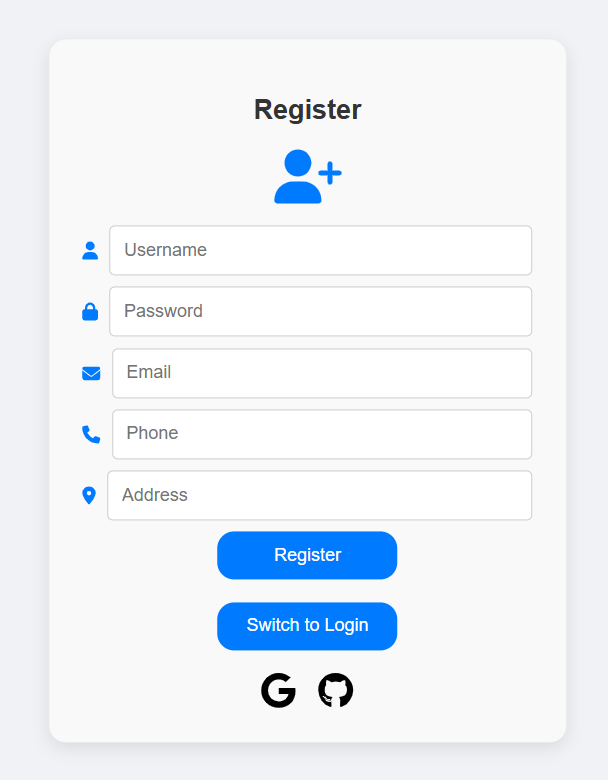 Register
Username
Password
Email
Phone
Address
Register
Switch to Login